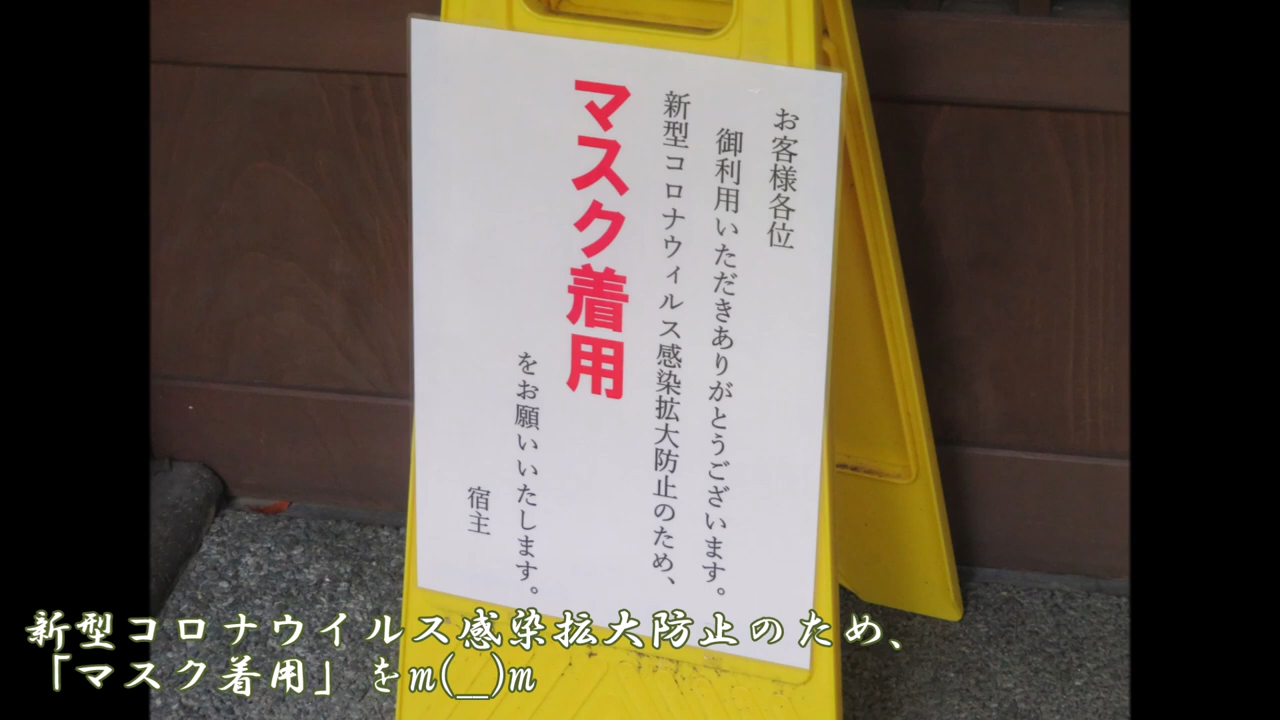 お客様各位
御利用いただきありがとうございます。
新型コロナウィルス感染拡大防止のため、
マスク着用
をお願いいたします。
宿主
新型コロナウイルス感染拡大防止のため、
「マスク着用」をm(__)m